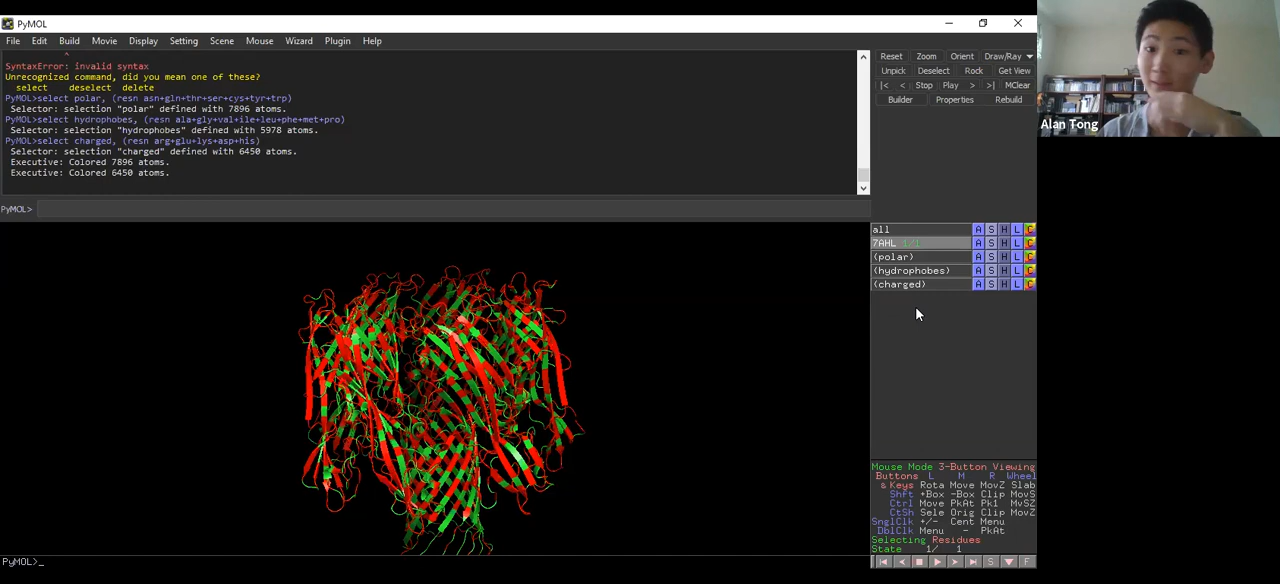 PyMOL
File Edit Build Movie Display Setting Scene Mouse Wizard Plugin Help
^
SyntaxError: invalid syntax
Unrecognized command, did you mean one of these?
select deselect delete
PyMOL>select polar, (resn asn+gln+thr+ser+cys+tyr+trp)
Selector: selection "polar" defined with 7896 atoms.
PyMOL>select hydrophobes, (resn ala+gly+val+ile+leu+phe+met+pro)
Selector: selection "hydrophobes" defined with 5978 atoms.
PyMOL>select charged, (resn arg+glu+lys+asp+his)
Selector: selection "charged" defined with 6450 atoms.
Executive: Colored 7896 atoms.
Executive: Colored 6450 atoms.
PyMOL>
Reset Zoom Orient Draw/Ray
Unpick Deselect Rock Get View
|< < Stop Play > >| MClear
Builder Properties Rebuild
Alan Tong
all A S H L C
7AHL 1/1 A S H L C
(polar) A S H L C
(hydrophobes) A S H L C
(charged) A S H L C
Mouse Mode 3-Button Viewing
Buttons L M R Wheel
& Keys Rota Move MovZ Slab
Shft +Box -Box Clip MovS
Ctrl Move PkAt Pk1 MvSZ
CtSh Sele Orig Clip MovZ
SnglClk +/- Cent Menu
DblClk Menu - PkAt
Selecting Residues
State 1/ 1
S F
PyMOL>_